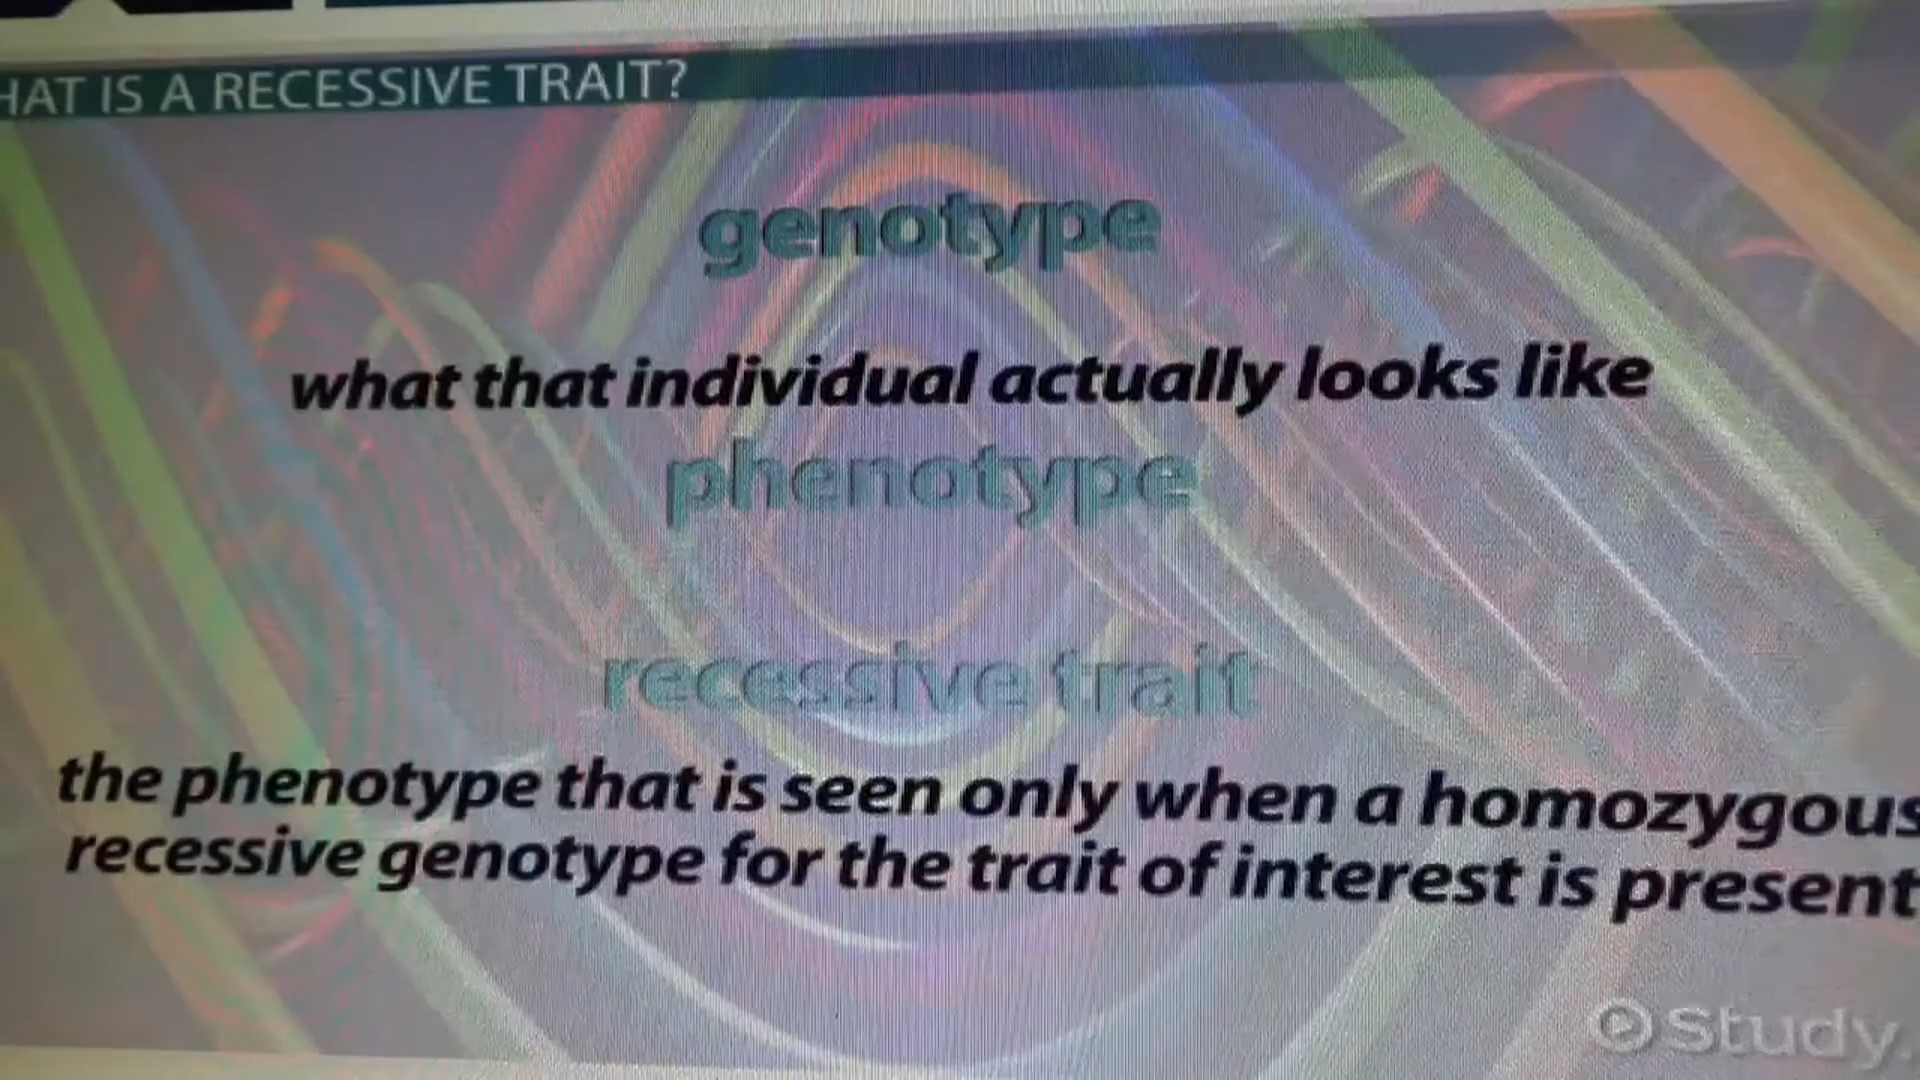 HAT IS A RECESSIVE TRAIT?
genotype
what that individual actually looks like
phenotype
recessive trait
the phenotype that is seen only when a homozygous
recessive genotype for the trait of interest is present
Study.